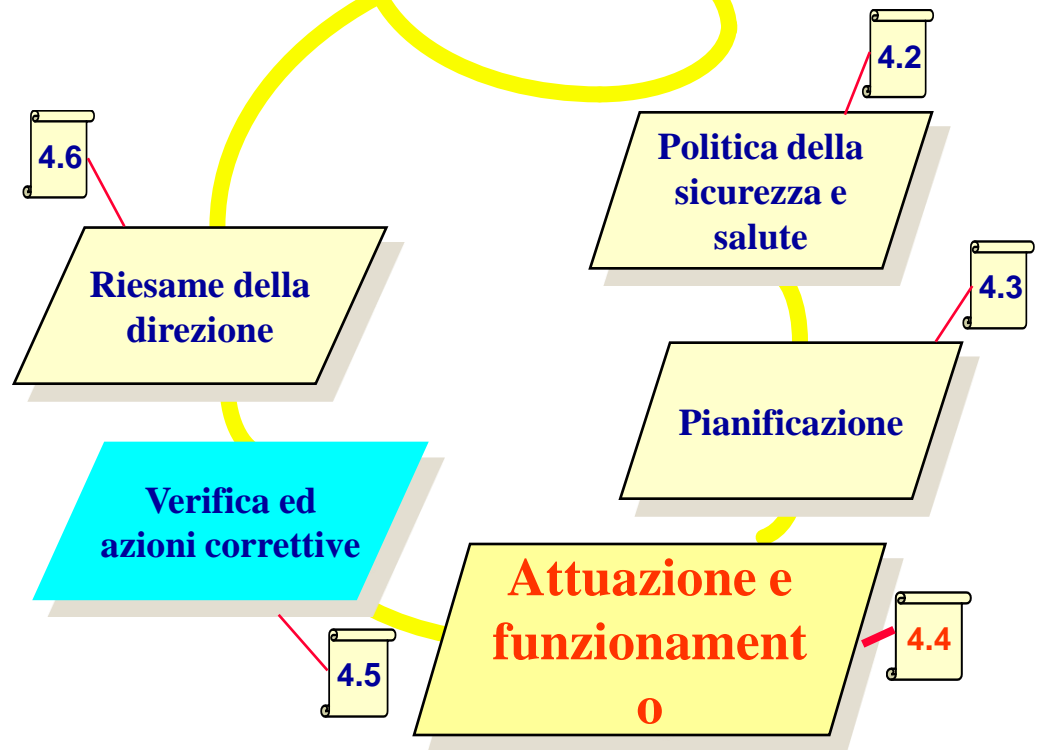 4.2
Politica della
sicurezza e
salute
4.6
Riesame della
direzione
4.3
Pianificazione
Verifica ed
azioni correttive
4.5
Attuazione e
funzionament
o
4.4